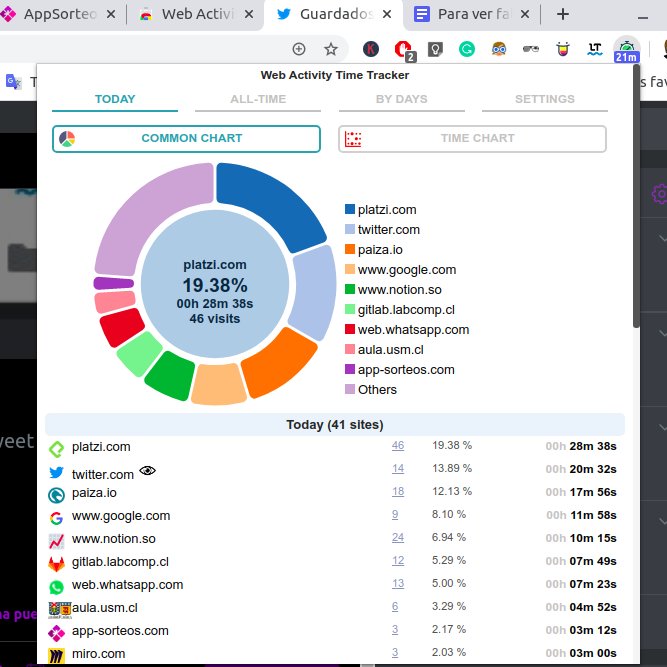 AppSorteo
Web Activi
Guardados
Para ver fa
2
LT
21m
T
s fav
Web Activity Time Tracker
TODAY
ALL-TIME
BY DAYS
SETTINGS
COMMON CHART
TIME CHART
platzi.com
19.38%
00h 28m 38s
46 visits
platzi.com
twitter.com
paiza.io
www.google.com
www.notion.so
gitlab.labcomp.cl
web.whatsapp.com
aula.usm.cl
app-sorteos.com
Others
Today (41 sites)
platzi.com 46 19.38 % 00h 28m 38s
twitter.com 14 13.89 % 00h 20m 32s
paiza.io 18 12.13 % 00h 17m 56s
www.google.com 9 8.10 % 00h 11m 58s
www.notion.so 24 6.94 % 00h 10m 15s
gitlab.labcomp.cl 12 5.29 % 00h 07m 49s
web.whatsapp.com 13 5.00 % 00h 07m 23s
aula.usm.cl 6 3.29 % 00h 04m 52s
app-sorteos.com 3 2.17 % 00h 03m 12s
miro.com 3 2.03 % 00h 03m 00s
weet
na pue